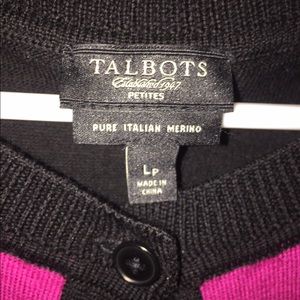 TALBOTS
Established 1947
PETITES
PURE ITALIAN MERINO
LP
MADE IN
CHINA